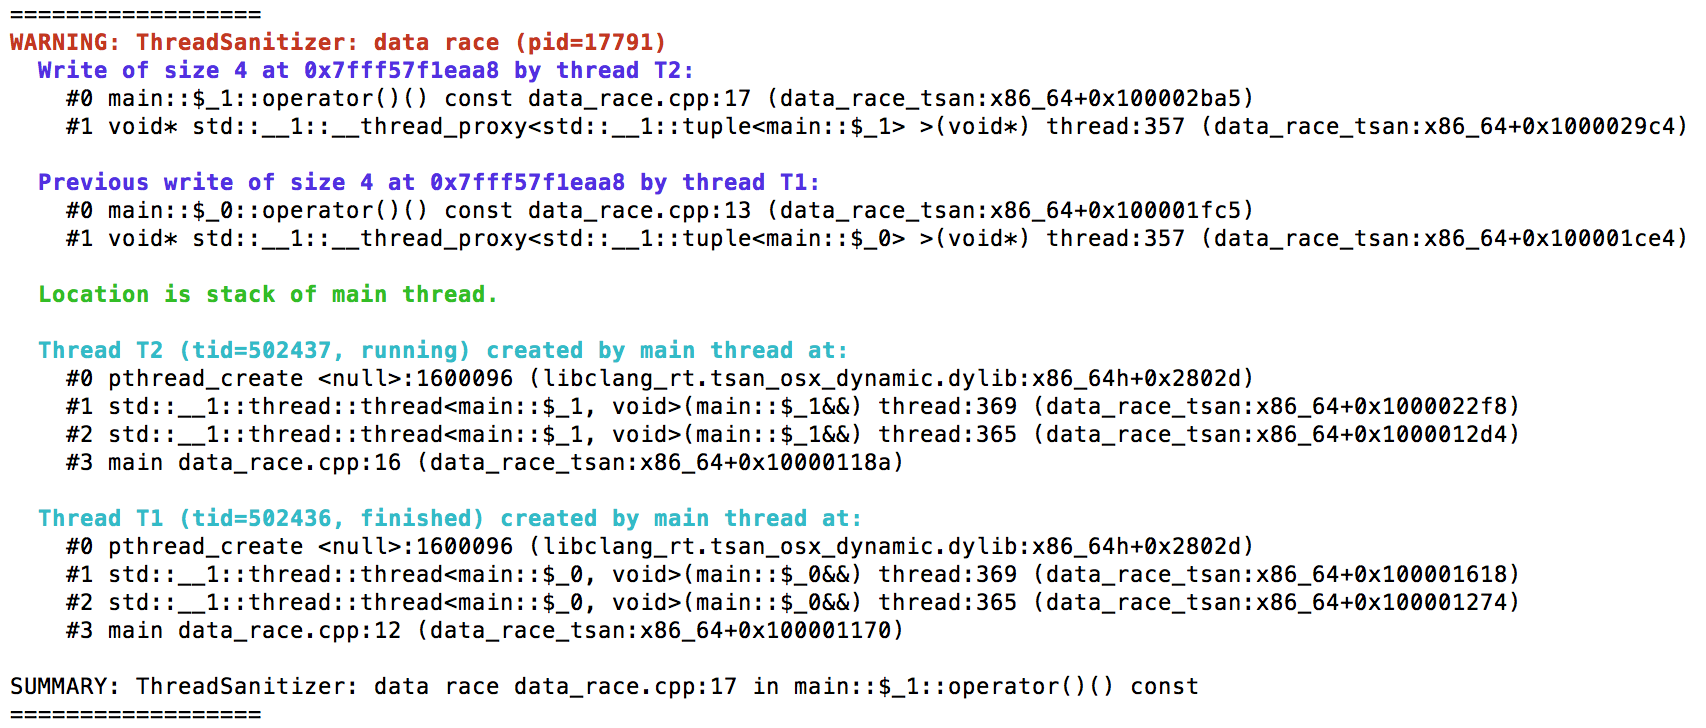 ==================
WARNING: ThreadSanitizer: data race (pid=17791)
  Write of size 4 at 0x7fff57f1eaa8 by thread T2:
    #0 main::$_1::operator()() const data_race.cpp:17 (data_race_tsan:x86_64+0x100002ba5)
    #1 void* std::__1::__thread_proxy<std::__1::tuple<main::$_1> >(void*) thread:357 (data_race_tsan:x86_64+0x1000029c4)

  Previous write of size 4 at 0x7fff57f1eaa8 by thread T1:
    #0 main::$_0::operator()() const data_race.cpp:13 (data_race_tsan:x86_64+0x100001fc5)
    #1 void* std::__1::__thread_proxy<std::__1::tuple<main::$_0> >(void*) thread:357 (data_race_tsan:x86_64+0x100001ce4)

  Location is stack of main thread.

  Thread T2 (tid=502437, running) created by main thread at:
    #0 pthread_create <null>:1600096 (libclang_rt.tsan_osx_dynamic.dylib:x86_64h+0x2802d)
    #1 std::__1::thread::thread<main::$_1, void>(main::$_1&&) thread:369 (data_race_tsan:x86_64+0x1000022f8)
    #2 std::__1::thread::thread<main::$_1, void>(main::$_1&&) thread:365 (data_race_tsan:x86_64+0x1000012d4)
    #3 main data_race.cpp:16 (data_race_tsan:x86_64+0x10000118a)

  Thread T1 (tid=502436, finished) created by main thread at:
    #0 pthread_create <null>:1600096 (libclang_rt.tsan_osx_dynamic.dylib:x86_64h+0x2802d)
    #1 std::__1::thread::thread<main::$_0, void>(main::$_0&&) thread:369 (data_race_tsan:x86_64+0x100001618)
    #2 std::__1::thread::thread<main::$_0, void>(main::$_0&&) thread:365 (data_race_tsan:x86_64+0x100001274)
    #3 main data_race.cpp:12 (data_race_tsan:x86_64+0x100001170)

SUMMARY: ThreadSanitizer: data race data_race.cpp:17 in main::$_1::operator()() const
==================